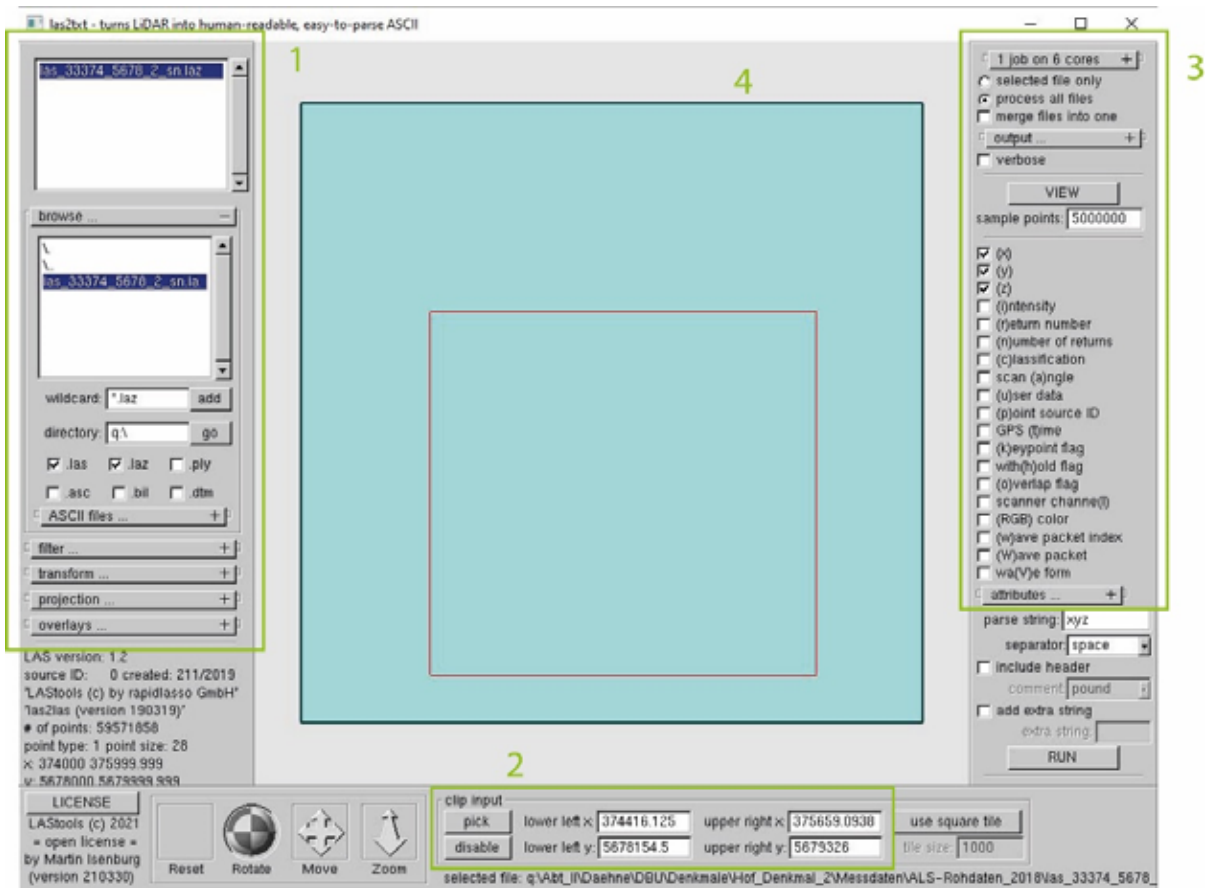 las2txt - turns LiDAR into human-readable, easy-to-parse ASCII
1
las_33374_5678_2_sn.laz
browse ...
\.
\..
las_33374_5678_2_sn.la
wildcard: *.laz add
directory: q:\ go
.las .laz .ply
.asc .bil .dtm
ASCII files ...
filter ...
transform ...
projection ...
overlays ...
LAS version: 1.2
source ID: 0 created: 211/2019
"LAStools (c) by rapidlasso GmbH"
"las2las (version 190319)"
# of points: 59571858
point type: 1 point size: 28
x: 374000 375999.999
y: 5678000 5679999.999
4
3
1 job on 6 cores
selected file only
process all files
merge files into one
output ...
verbose
VIEW
sample points: 5000000
(x)
(y)
(z)
(i)ntensity
(r)eturn number
(n)umber of returns
(c)lassification
scan (a)ngle
(u)ser data
(p)oint source ID
GPS (t)ime
(k)eypoint flag
with(h)old flag
(o)verlap flag
scanner channe(l)
(RGB) color
(w)ave packet index
(W)ave packet
wa(V)e form
attributes ...
parse string: xyz
separator: space
include header
comment: pound
add extra string
extra string:
RUN
LICENSE
LAStools (c) 2021
= open license =
by Martin Isenburg
(version 210330)
Reset Rotate Move Zoom
2
clip input
pick lower left x: 374416.125 upper right x: 375659.0938 use square tile
disable lower left y: 5678154.5 upper right y: 5679326 tile size: 1000
selected file: q:\Abt_II\Daehne\DBU\Denkmale\Hof_Denkmal_2\Messdaten\ALS-Rohdaten_2018\las_33374_5678_